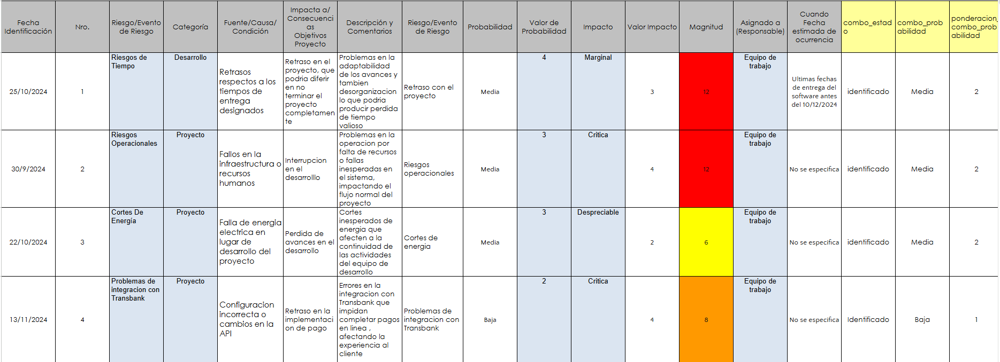 Fecha
Identificación
Nro.
Riesgo/Evento
de Riesgo
Categoría
Fuente/Causa/
Condición
Impacta a/
Consecuenci
as
Objetivos
Proyecto
Descripción y
Comentarios
Riesgo/Evento
de Riesgo
Probabilidad
Valor de
Probabilidad
Impacto
Valor Impacto
Magnitud
Asignado a
(Responsable)
Cuando
Fecha
estimada de
ocurrencia
combo_estad
o
combo_prob
abilidad
ponderacion_
combo_prob
abilidad
25/10/2024
1
Riesgos de
Tiempo
Desarrollo
Retrasos
respectos a los
tiempos de
entrega
designados
Retraso en el
proyecto, que
podria diferir
en no
terminar el
proyecto
completamen
te
Problemas en la
adaptabilidad
de los avances y
tambien
desorganizacion
lo que podria
producir perdida
de tiempo
valioso
Retraso con el
proyecto
Media
4
Marginal
3
12
Equipo de
trabajo
Ultimas fechas
de entrega del
software antes
del 10/12/2024
identificado
Media
2
30/9/2024
2
Riesgos
Operacionales
Proyecto
Fallos en la
infraestructura o
recursos
humanos
Interrupcion
en el
desarrolllo
Problemas en la
operacion por
falta de recursos
o fallas
inesperadas en
el sistema,
impactando el
flujo normal del
proyecto
Riesgos
operacionales
Media
3
Critica
4
12
Equipo de
trabajo
No se especifica
identificado
Media
2
22/10/2024
3
Cortes De
Energía
Proyecto
Falla de energia
electrica en
lugar de
desarrollo del
proyecto
Perdida de
avances en el
desarrollo
Cortes
inesperados de
energia que
afecten a la
continuidad de
las actividades
del equipo de
desarrollo
Cortes de
energia
Media
3
Despreciable
2
6
Equipo de
trabajo
No se especifica
identificado
Media
2
13/11/2024
4
Problemas de
integracion con
Transbank
Proyecto
Configuracion
incorrecta o
cambios en la
API
Retraso en la
implementaci
on de pago
Errores en la
integracion con
Transbank que
impidan
completar pagos
en linea ,
afectando la
experiencia al
cliente
Problemas de
integracion con
Transbank
Baja
2
Critica
4
8
Equipo de
trabajo
No se especifica
Identificado
Baja
1